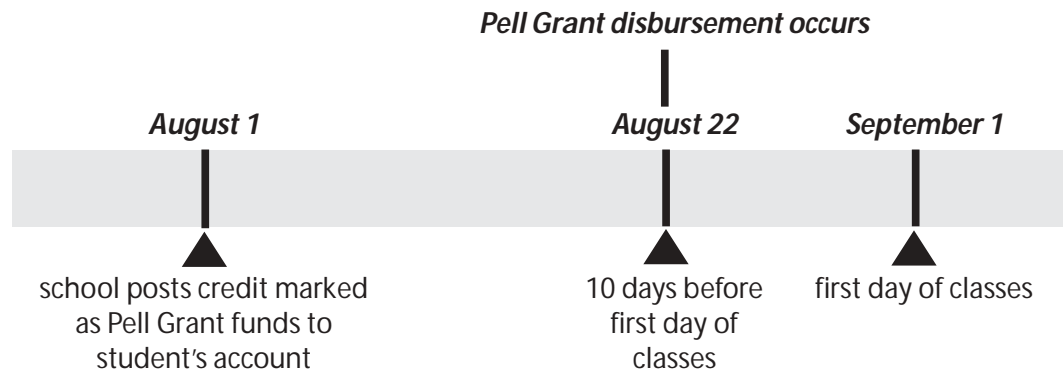 Pell Grant disbursement occurs
August 1
August 22
September 1
school posts credit marked
as Pell Grant funds to
student's account
10 days before
first day of
classes
first day of classes